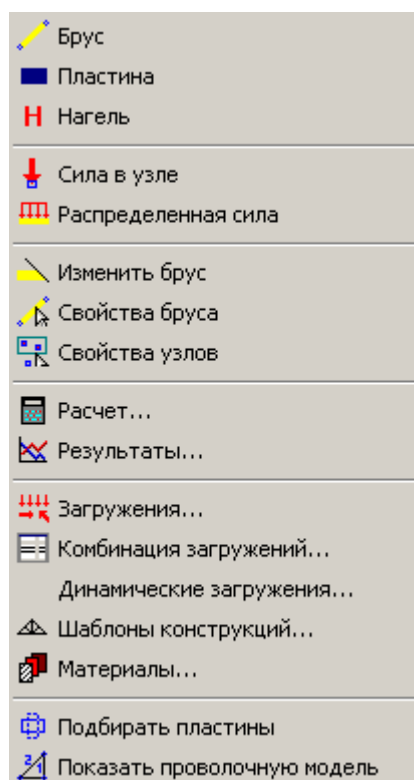 Брус
Пластина
Нагель
Сила в узле
Распределенная сила
Изменить брус
Свойства бруса
Свойства узлов
Расчет...
Результаты...
Загружения...
Комбинация загружений...
Динамические загружения...
Шаблоны конструкций...
Материалы...
Подбирать пластины
Показать проволочную модель